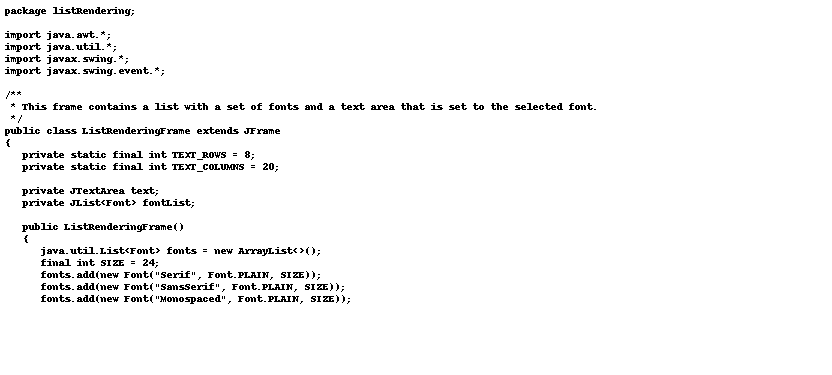 package listRendering;

import java.awt.*;
import java.util.*;
import javax.swing.*;
import javax.swing.event.*;

/**
 * This frame contains a list with a set of fonts and a text area that is set to the selected font.
 */
public class ListRenderingFrame extends JFrame
{
   private static final int TEXT_ROWS = 8;
   private static final int TEXT_COLUMNS = 20;

   private JTextArea text;
   private JList<Font> fontList;

   public ListRenderingFrame()
   {
      java.util.List<Font> fonts = new ArrayList<>();
      final int SIZE = 24;
      fonts.add(new Font("Serif", Font.PLAIN, SIZE));
      fonts.add(new Font("SansSerif", Font.PLAIN, SIZE));
      fonts.add(new Font("Monospaced", Font.PLAIN, SIZE));